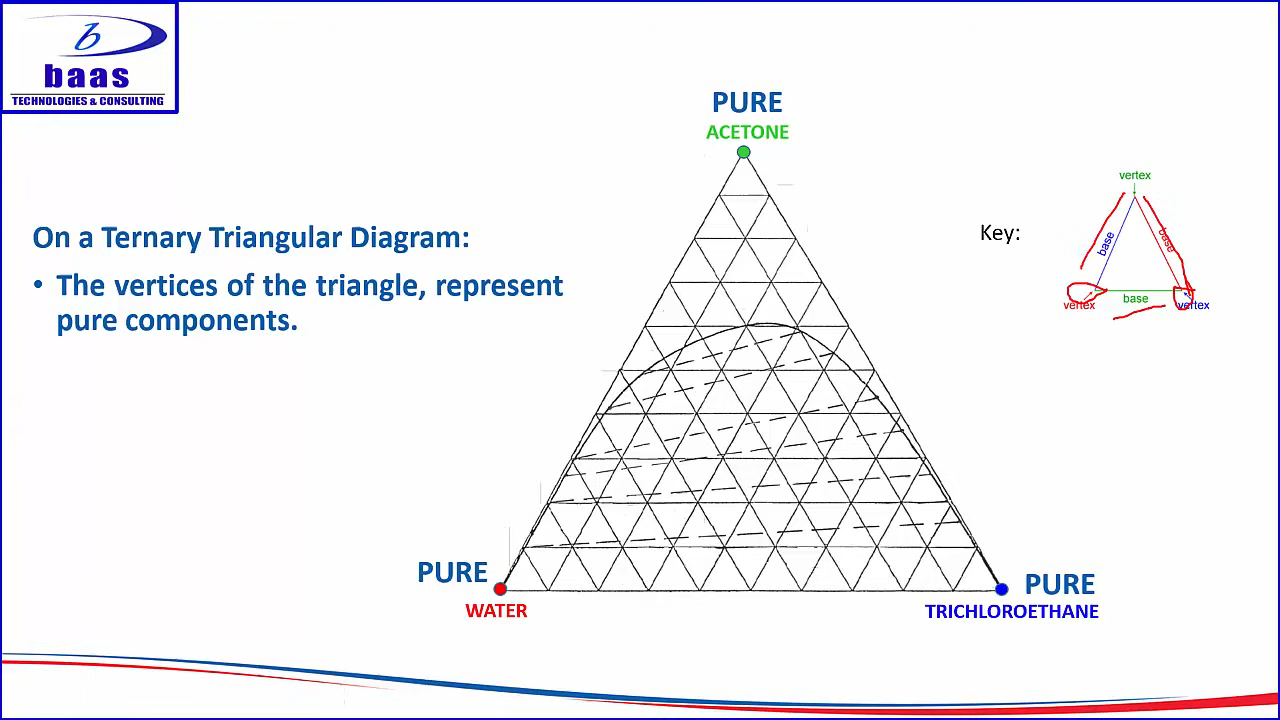 b
baas
TECHNOLOGIES & CONSULTING
PURE
ACETONE
On a Ternary Triangular Diagram:
• The vertices of the triangle, represent
pure components.
Key:
vertex
base
base
base
vertex
vertex
PURE
WATER
PURE
TRICHLOROETHANE